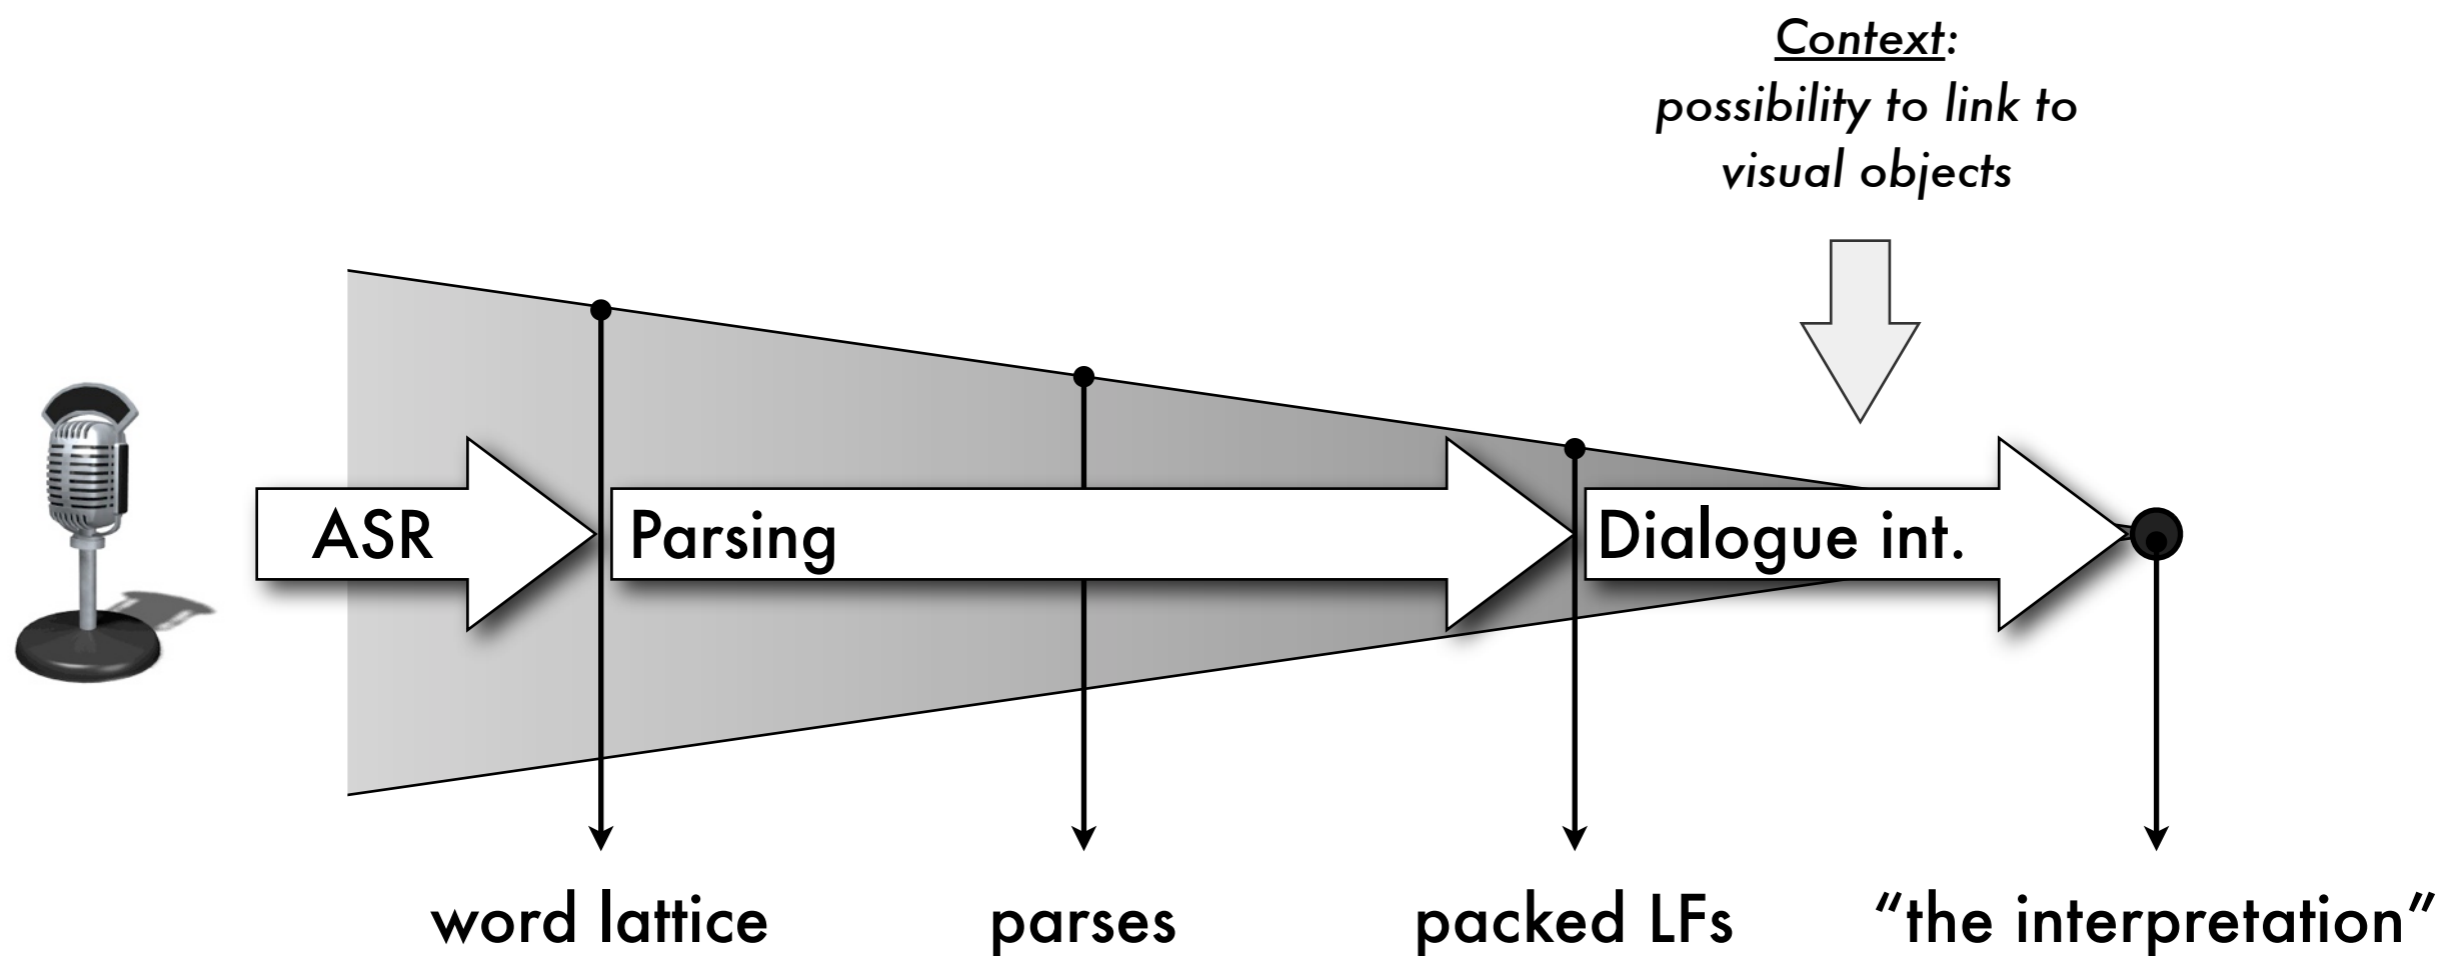 Context:
possibility to link to
visual objects
ASR
Parsing
Dialogue int.
word lattice
parses
packed LFs
“the interpretation”